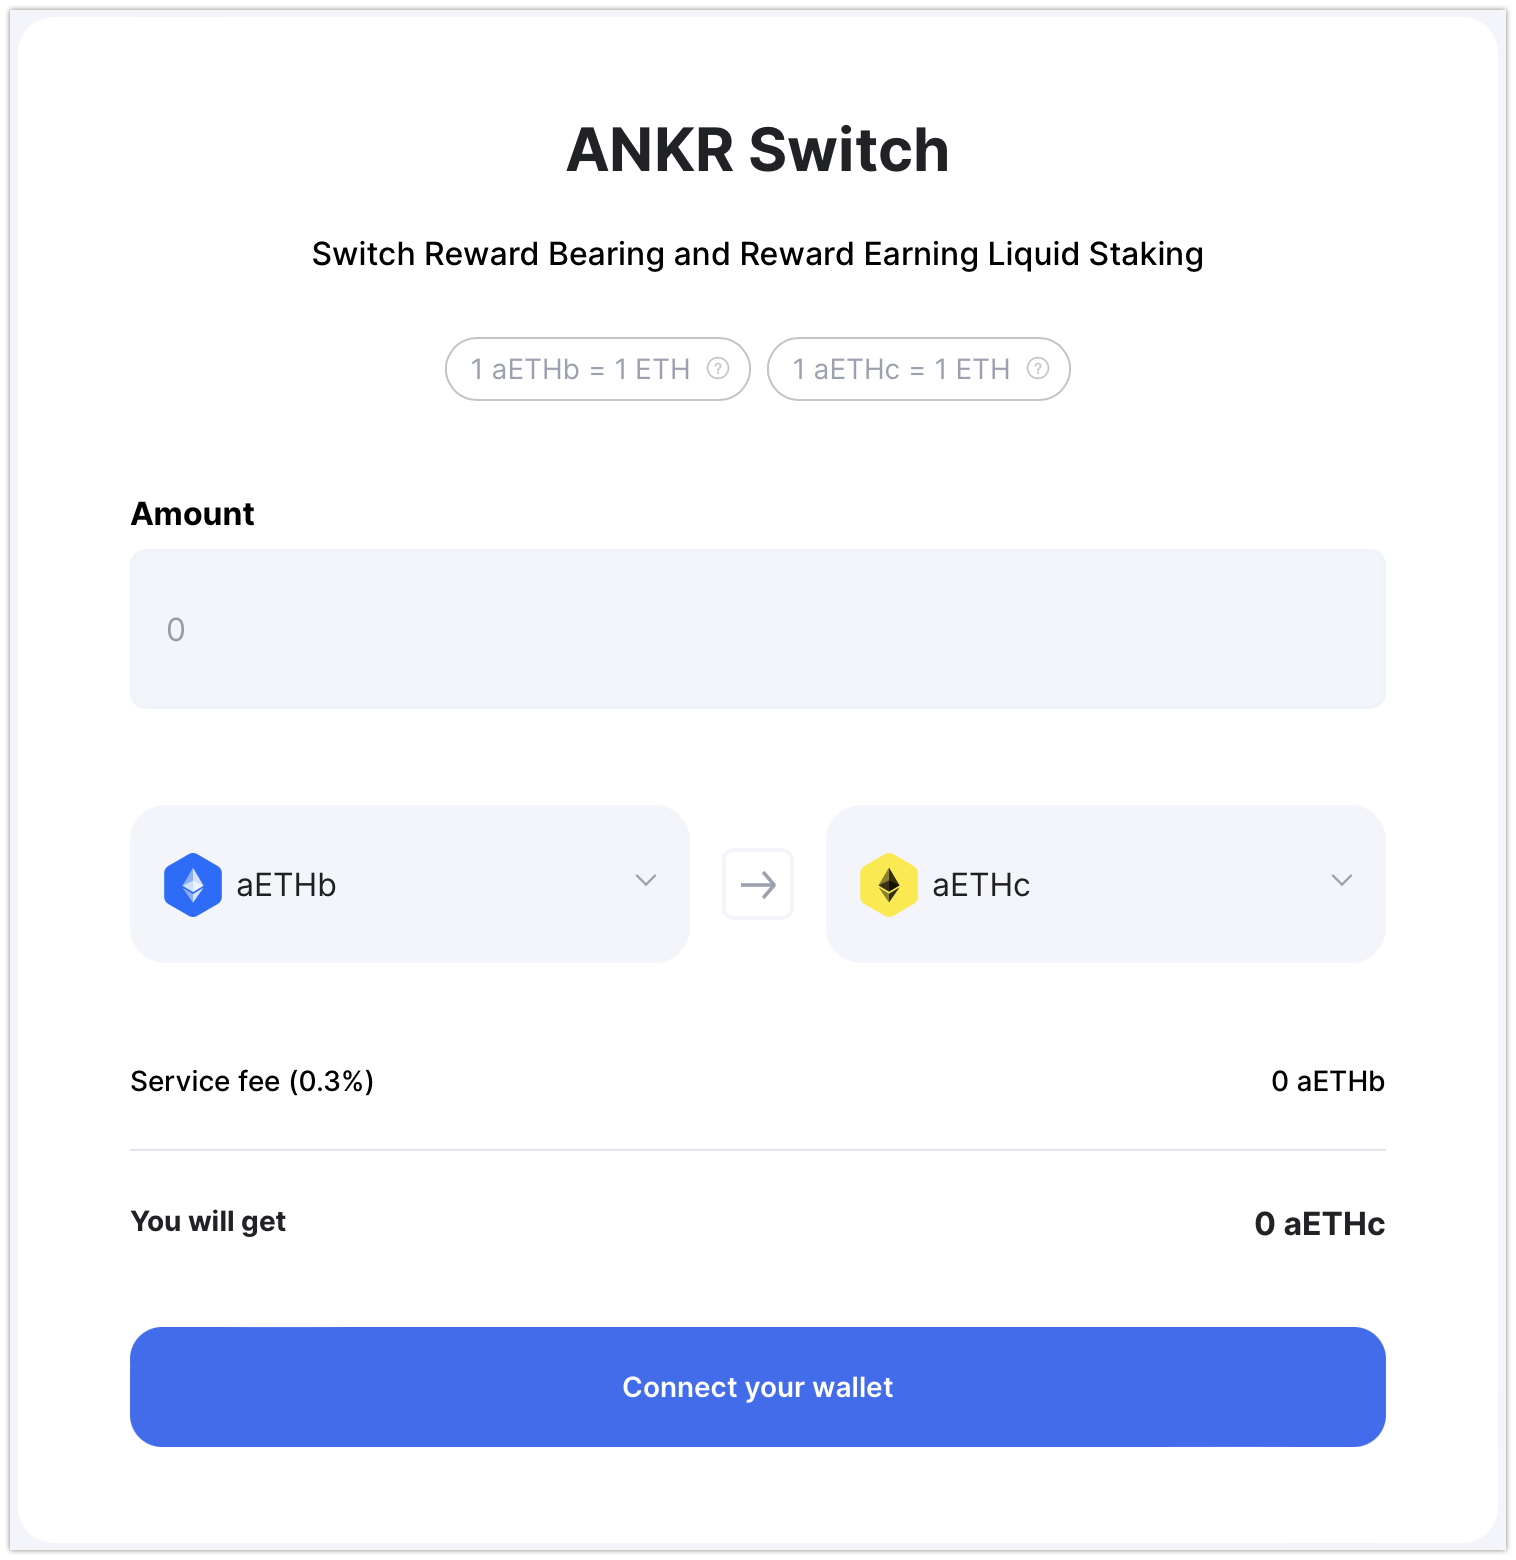 ANKR Switch
Switch Reward Bearing and Reward Earning Liquid Staking
1 aETHb = 1 ETH ? 1 aETHc = 1 ETH ?
Amount
0
aETHb → aETHc
Service fee (0.3%) 0 aETHb
You will get 0 aETHc
Connect your wallet